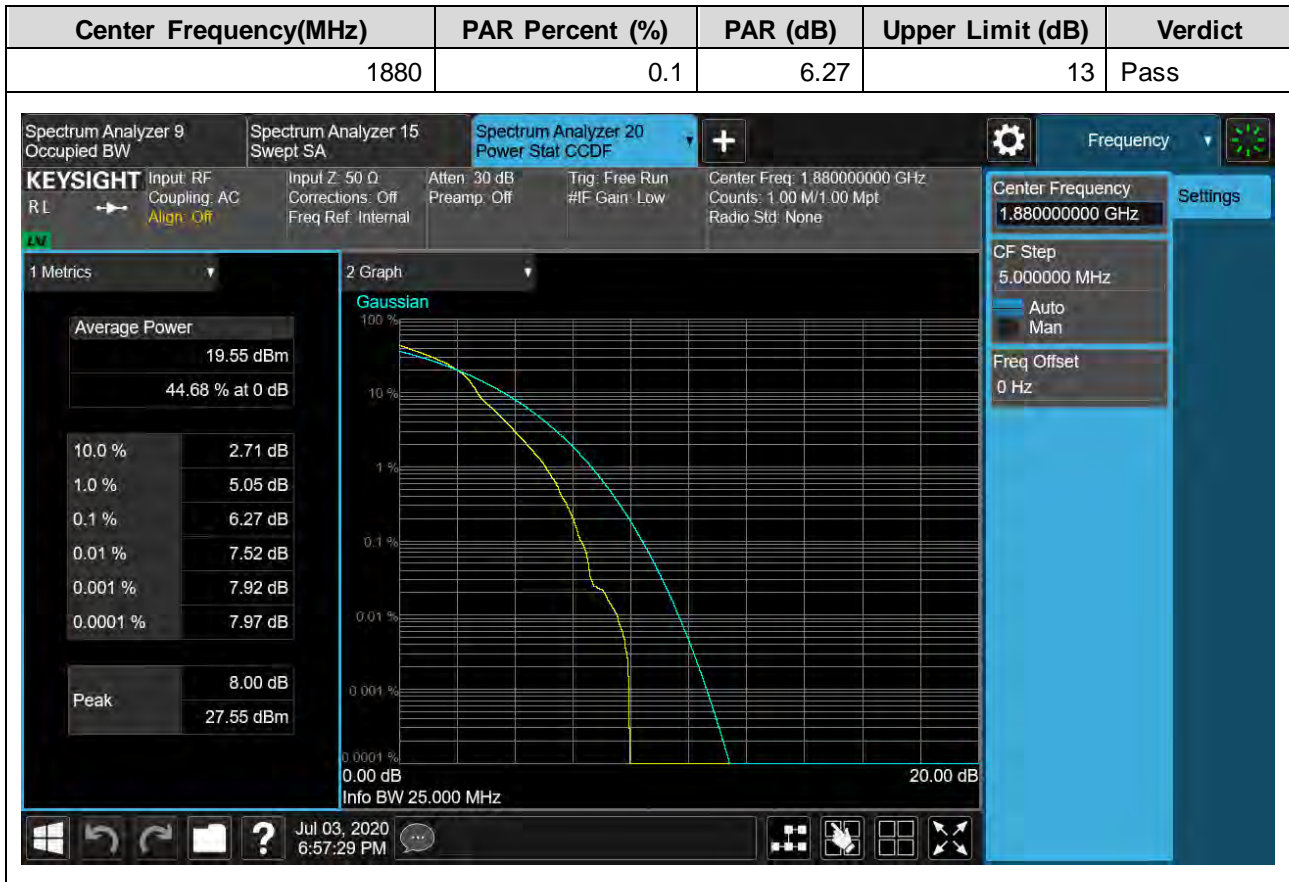 Center Frequency(MHz) PAR Percent (%) PAR (dB) Upper Limit (dB) Verdict
1880 0.1 6.27 13 Pass
Spectrum Analyzer 9 Spectrum Analyzer 15 Spectrum Analyzer 20
Occupied BW Swept SA Power Stat CCDF
Frequency
KEYSIGHT Input: RF Input Z: 50 Ω Atten: 30 dB Trig: Free Run Center Freq: 1.880000000 GHz
RL Coupling: AC Corrections: Off Preamp: Off #IF Gain: Low Counts: 1.00 M/1.00 Mpt
Align: Off Freq Ref: Internal Radio Std: None
Center Frequency Settings
1.880000000 GHz
CF Step
5.000000 MHz
Auto
Man
Freq Offset
0 Hz
1 Metrics
Average Power
19.55 dBm
44.68 % at 0 dB
10.0 % 2.71 dB
1.0 % 5.05 dB
0.1 % 6.27 dB
0.01 % 7.52 dB
0.001 % 7.92 dB
0.0001 % 7.97 dB
Peak 8.00 dB
27.55 dBm
2 Graph
Gaussian
100 %
10 %
1 %
0.1 %
0.01 %
0.001 %
0.0001 %
0.00 dB 20.00 dB
Info BW 25.000 MHz
? Jul 03, 2020
6:57:29 PM